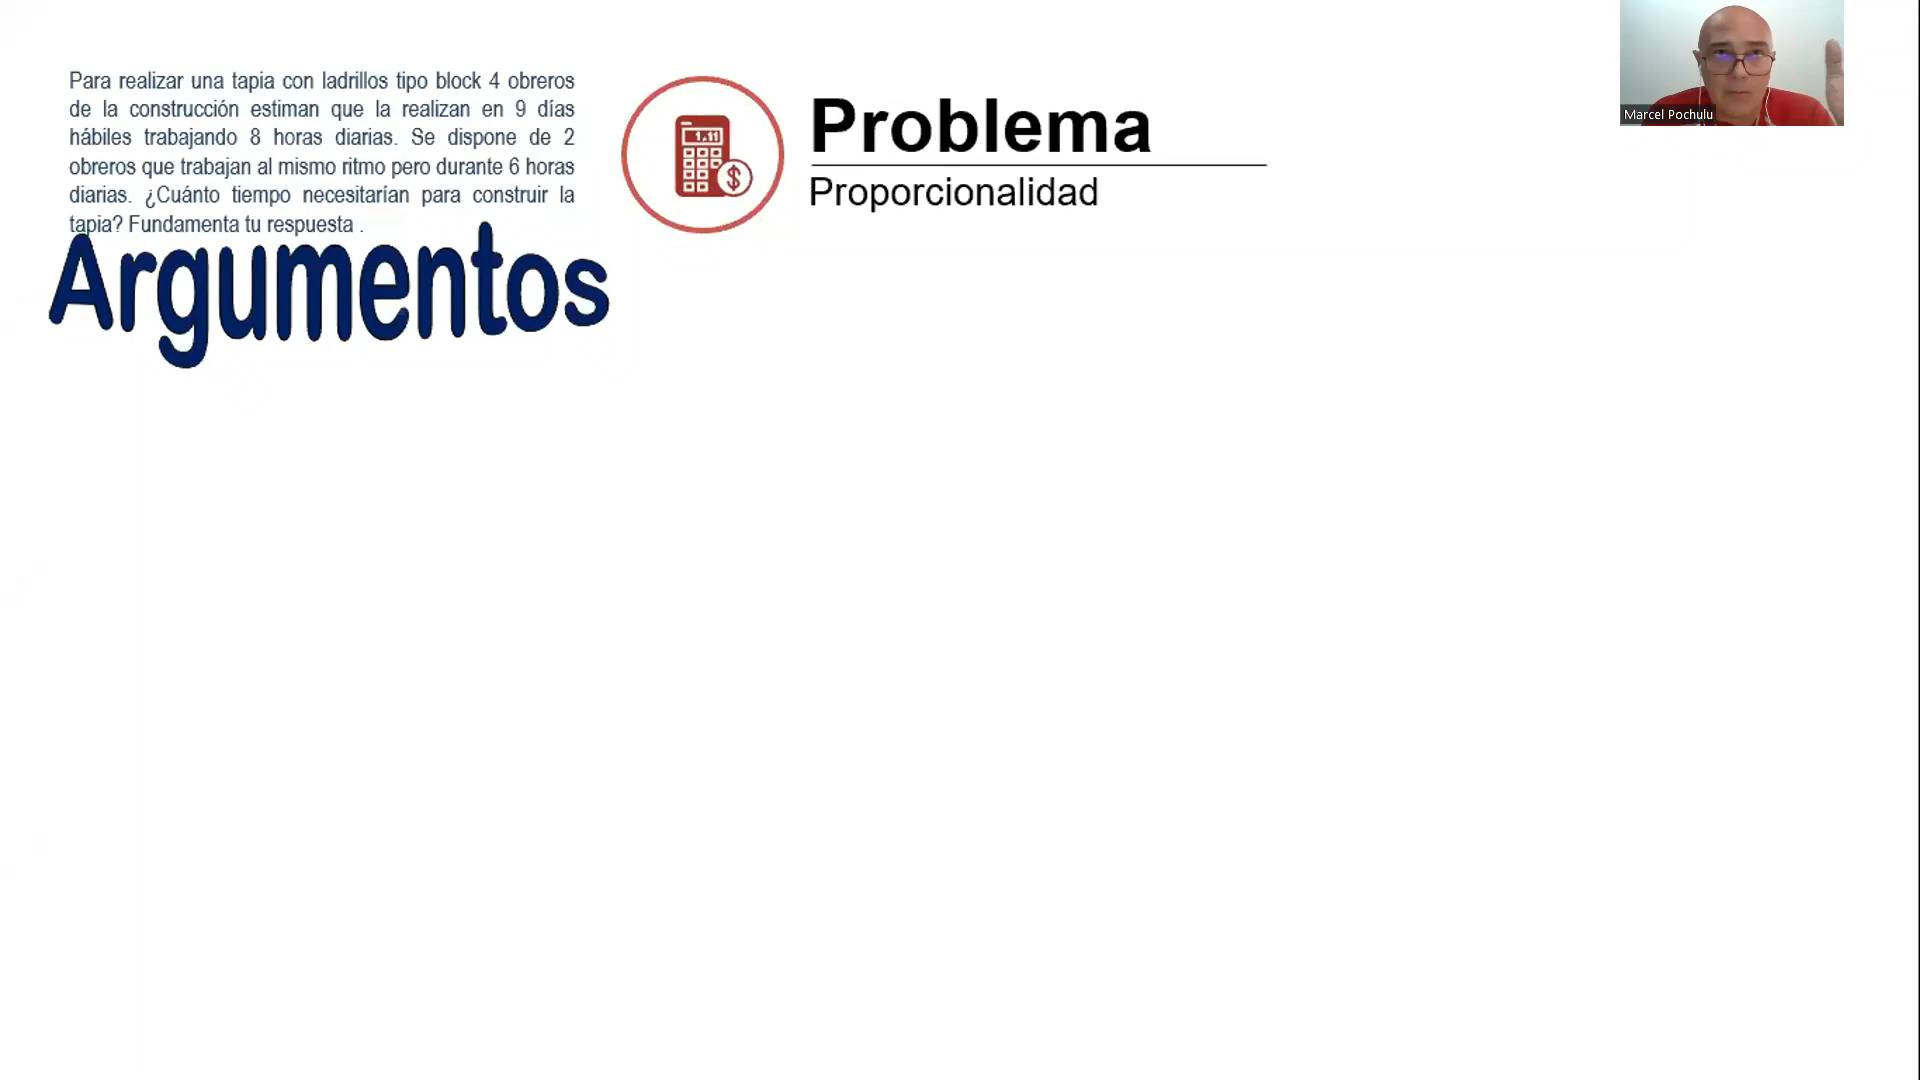 Para realizar una tapia con ladrillos tipo block 4 obreros
de la construcción estiman que la realizan en 9 días
hábiles trabajando 8 horas diarias. Se dispone de 2
obreros que trabajan al mismo ritmo pero durante 6 horas
diarias. ¿Cuánto tiempo necesitarían para construir la
tapia? Fundamenta tu respuesta .
Argumentos
1.11
$
Problema
Proporcionalidad
Marcel Pochulu